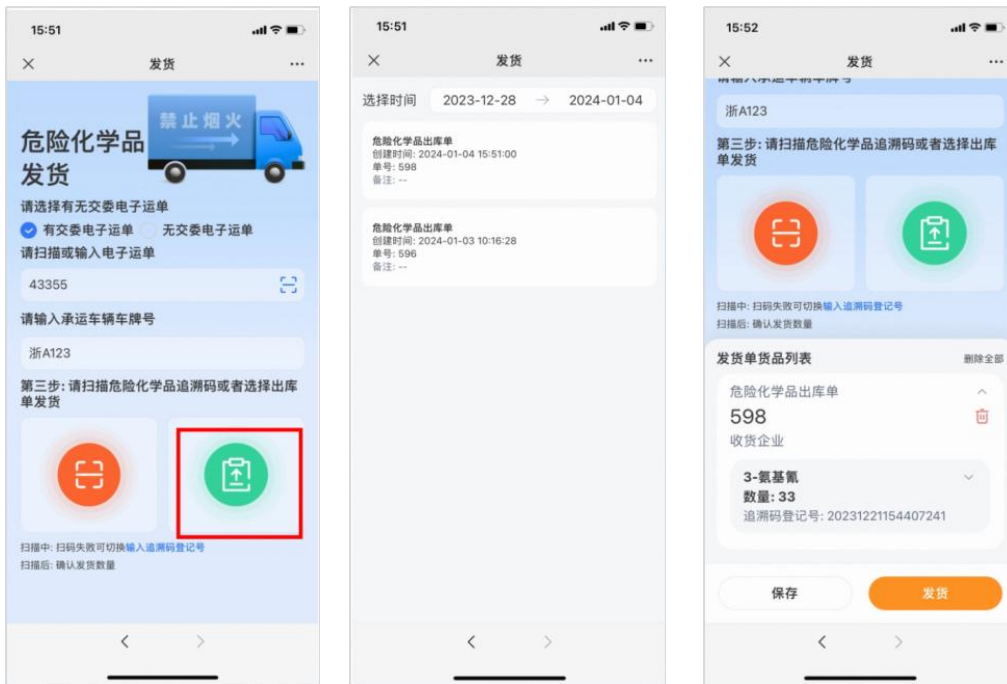 15:51
发货
禁止烟火
危险化学品
发货
请选择有无交委电子运单
有交委电子运单 无交委电子运单
请扫描或输入电子运单
43355
请输入承运车辆车牌号
浙A123
第三步: 请扫描危险化学品追溯码或者选择出库
单发货
扫描中: 扫码失败可切换输入追溯码登记号
扫描后: 确认发货数量
15:51
发货
选择时间 2023-12-28 → 2024-01-04
危险化学品出库单
创建时间: 2024-01-04 15:51:00
单号: 598
备注: --
危险化学品出库单
创建时间: 2024-01-03 10:16:28
单号: 596
备注: --
15:52
发货
浙A123
第三步: 请扫描危险化学品追溯码或者选择出库
单发货
扫描中: 扫码失败可切换输入追溯码登记号
扫描后: 确认发货数量
发货单货品列表 删除全部
危险化学品出库单
598
收货企业
3-氨基氰
数量: 33
追溯码登记号: 20231221154407241
保存 发货